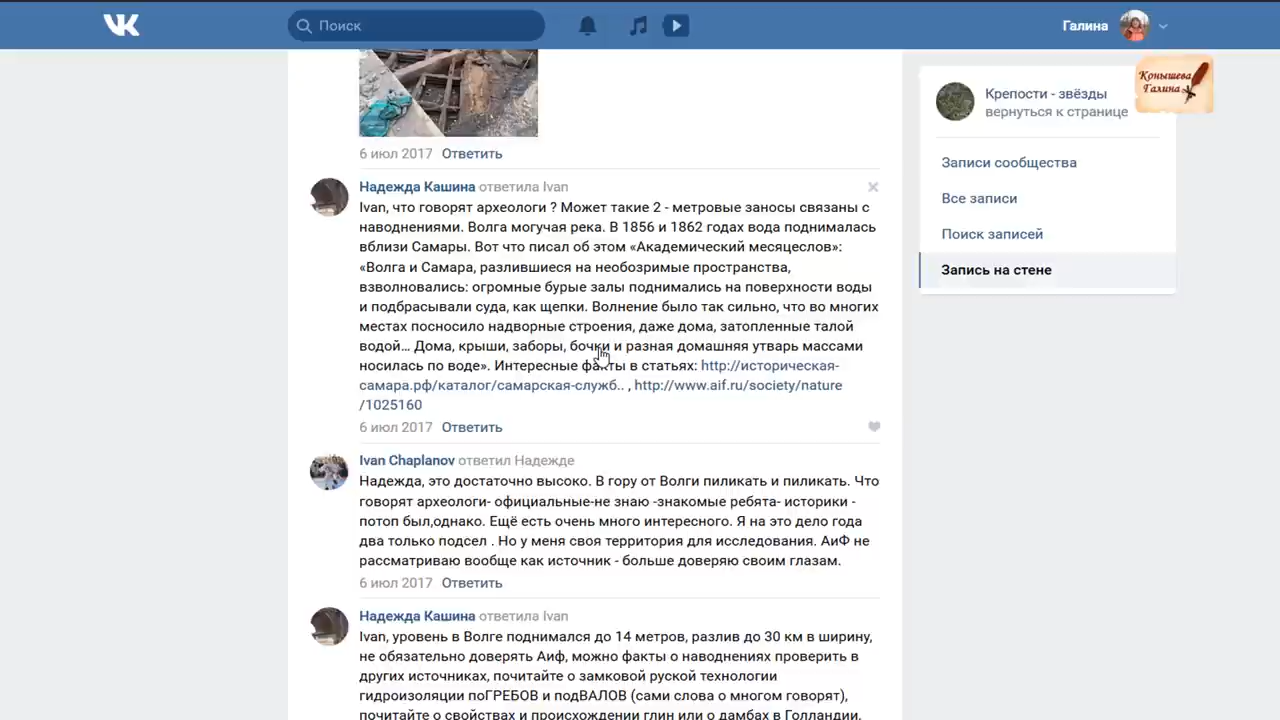 Поиск
Галина
Конышева
Галина
Крепости - звёзды
вернуться к странице
Записи сообщества
Все записи
Поиск записей
Запись на стене
6 июл 2017 Ответить
Надежда Кашина ответила Ivan
Ivan, что говорят археологи ? Может такие 2 - метровые заносы связаны с
наводнениями. Волга могучая река. В 1856 и 1862 годах вода поднималась
вблизи Самары. Вот что писал об этом «Академический месяцеслов»:
«Волга и Самара, разлившиеся на необозримые пространства,
взволновались: огромные бурые залы поднимались на поверхности воды
и подбрасывали суда, как щепки. Волнение было так сильно, что во многих
местах посносило надворные строения, даже дома, затопленные талой
водой… Дома, крыши, заборы, бочки и разная домашняя утварь массами
носилась по воде». Интересные факты в статьях: http://историческая-
самара.рф/каталог/самарская-служб.. , http://www.aif.ru/society/nature
/1025160
6 июл 2017 Ответить
Ivan Chaplanov ответил Надежде
Надежда, это достаточно высоко. В гору от Волги пиликать и пиликать. Что
говорят археологи- официальные-не знаю -знакомые ребята- историки -
потоп был,однако. Ещё есть очень много интересного. Я на это дело года
два только подсел . Но у меня своя территория для исследования. АиФ не
рассматриваю вообще как источник - больше доверяю своим глазам.
6 июл 2017 Ответить
Надежда Кашина ответила Ivan
Ivan, уровень в Волге поднимался до 14 метров, разлив до 30 км в ширину,
не обязательно доверять Аиф, можно факты о наводнениях проверить в
других источниках, почитайте о замковой руской технологии
гидроизоляции поГРЕБОВ и подВАЛОВ (сами слова о многом говорят),
почитайте о свойствах и происхождении глин или о дамбах в Голландии.